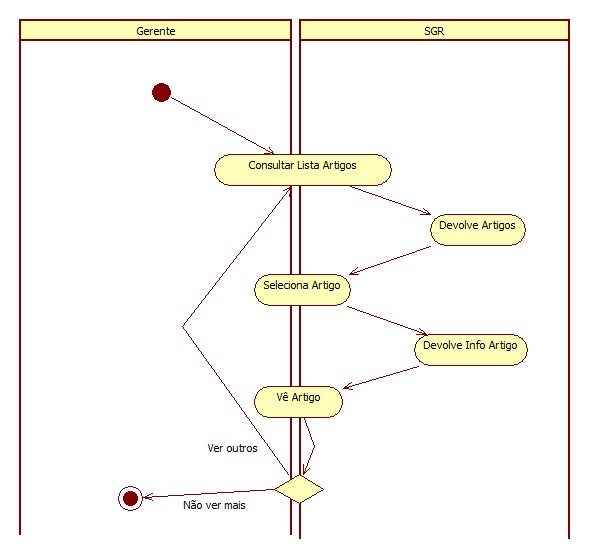 Gerente
SGR
Consultar Lista Artigos
Devolve Artigos
Seleciona Artigo
Devolve Info Artigo
Vê Artigo
Ver outros
Não ver mais